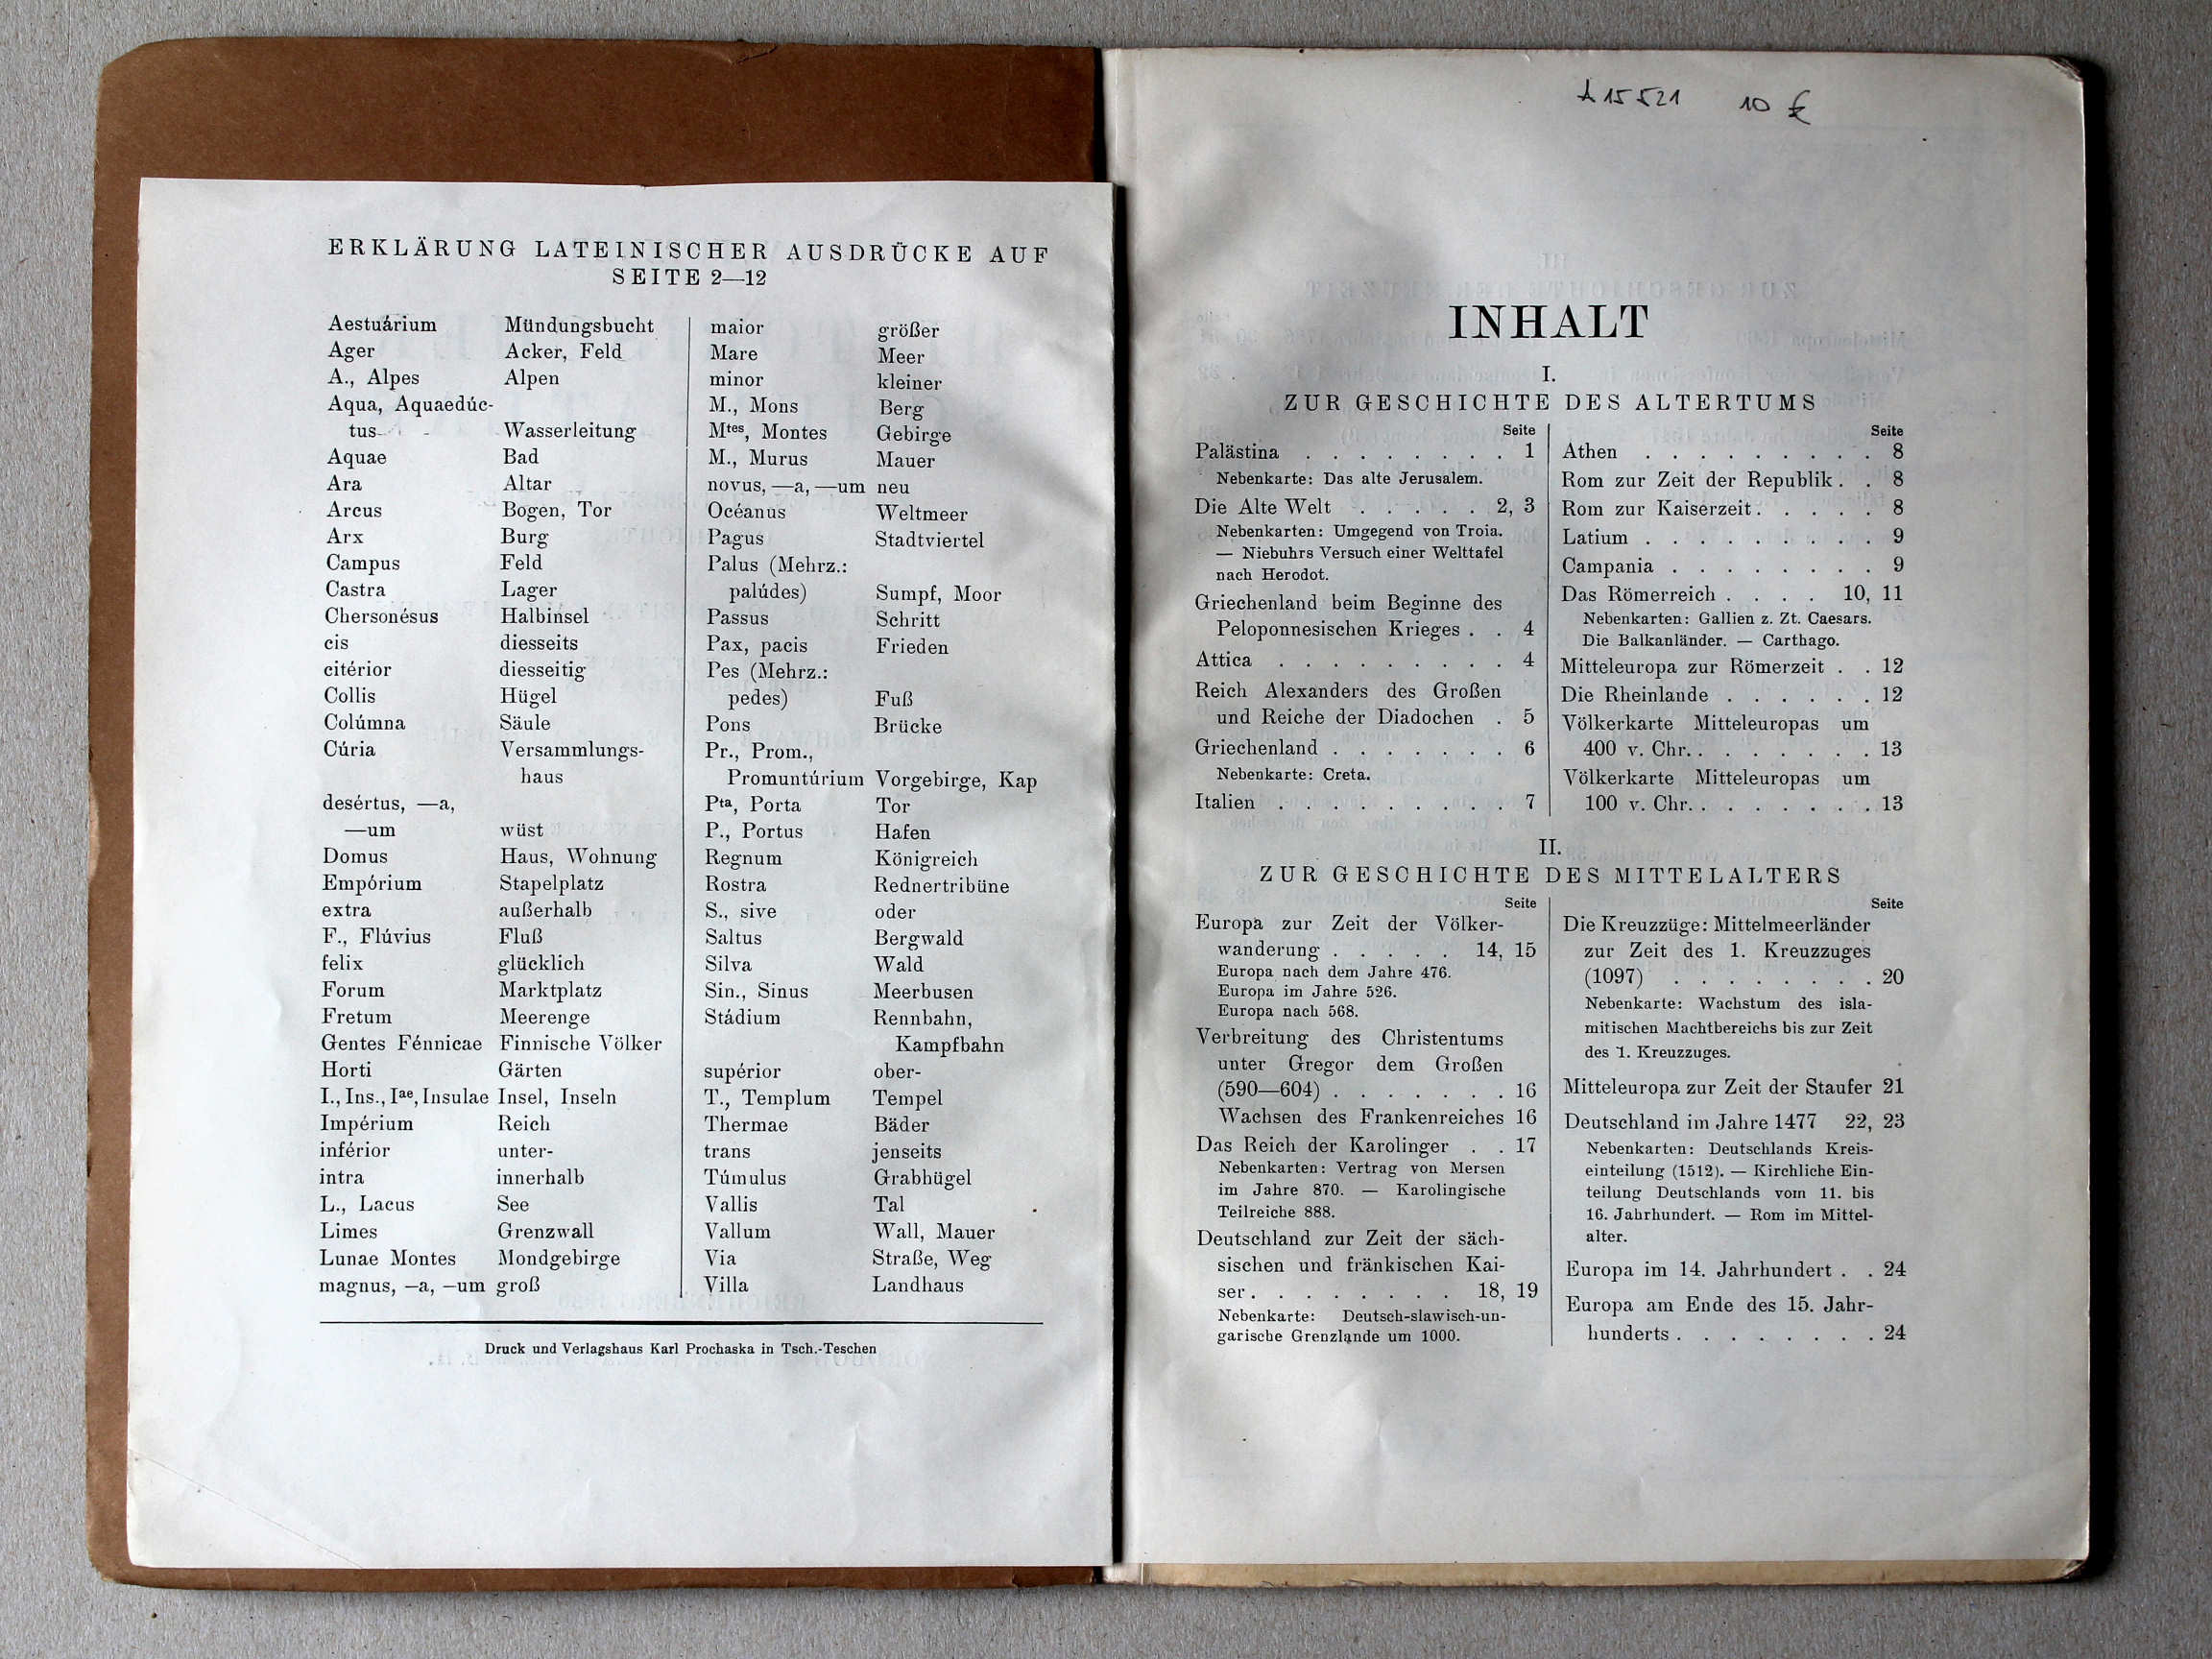 ERKLÄRUNG LATEINISCHER AUSDRÜCKE AUF
SEITE 2—12
Aestuárium Mündungsbucht
Ager Acker, Feld
A., Alpes Alpen
Aqua, Aquaedúc-
tus Wasserleitung
Aquae Bad
Ara Altar
Arcus Bogen, Tor
Arx Burg
Campus Feld
Castra Lager
Chersonésus Halbinsel
cis diesseits
citérior diesseitig
Collis Hügel
Colúmna Säule
Cúria Versammlungs-
haus
desértus, —a,
—um wüst
Domus Haus, Wohnung
Empórium Stapelplatz
extra außerhalb
F., Flúvius Fluß
felix glücklich
Forum Marktplatz
Fretum Meerenge
Gentes Fénnicae Finnische Völker
Horti Gärten
I., Ins., Iae, Insulae Insel, Inseln
Impérium Reich
inférior unter-
intra innerhalb
L., Lacus See
Limes Grenzwall
Lunae Montes Mondgebirge
magnus, —a, —um groß
maior größer
Mare Meer
minor kleiner
M., Mons Berg
Mtes, Montes Gebirge
M., Murus Mauer
novus, —a, —um neu
Océanus Weltmeer
Pagus Stadtviertel
Palus (Mehrz.:
palúdes) Sumpf, Moor
Passus Schritt
Pax, pacis Frieden
Pes (Mehrz.:
pedes) Fuß
Pons Brücke
Pr., Prom.,
Promuntúrium Vorgebirge, Kap
Pta, Porta Tor
P., Portus Hafen
Regnum Königreich
Rostra Rednertribüne
S., sive oder
Saltus Bergwald
Silva Wald
Sin., Sinus Meerbusen
Stádium Rennbahn,
Kampfbahn
supérior ober-
T., Templum Tempel
Thermae Bäder
trans jenseits
Túmulus Grabhügel
Vallis Tal
Vallum Wall, Mauer
Via Straße, Weg
Villa Landhaus
Druck und Verlagshaus Karl Prochaska in Tsch.-Teschen
A 15521 10 €
INHALT
I.
ZUR GESCHICHTE DES ALTERTUMS
Seite
Palästina . . . . . . . . 1
Nebenkarte: Das alte Jerusalem.
Die Alte Welt . . . . . 2, 3
Nebenkarten: Umgegend von Troia.
— Niebuhrs Versuch einer Welttafel
nach Herodot.
Griechenland beim Beginne des
Peloponnesischen Krieges . . 4
Attica . . . . . . . . . 4
Reich Alexanders des Großen
und Reiche der Diadochen . 5
Griechenland . . . . . . . 6
Nebenkarte: Creta.
Italien . . . . . . . . . 7
Seite
Athen . . . . . . . . . 8
Rom zur Zeit der Republik . . 8
Rom zur Kaiserzeit . . . . . 8
Latium . . . . . . . . . 9
Campania . . . . . . . . 9
Das Römerreich . . . . 10, 11
Nebenkarten: Gallien z. Zt. Caesars.
Die Balkanländer. — Carthago.
Mitteleuropa zur Römerzeit . . 12
Die Rheinlande . . . . . . 12
Völkerkarte Mitteleuropas um
400 v. Chr. . . . . . . . 13
Völkerkarte Mitteleuropas um
100 v. Chr. . . . . . . . 13
II.
ZUR GESCHICHTE DES MITTELALTERS
Seite
Europa zur Zeit der Völker-
wanderung . . . . . 14, 15
Europa nach dem Jahre 476.
Europa im Jahre 526.
Europa nach 568.
Verbreitung des Christentums
unter Gregor dem Großen
(590—604) . . . . . . . 16
Wachsen des Frankenreiches 16
Das Reich der Karolinger . . 17
Nebenkarten: Vertrag von Mersen
im Jahre 870. — Karolingische
Teilreiche 888.
Deutschland zur Zeit der säch-
sischen und fränkischen Kai-
ser . . . . . . . . 18, 19
Nebenkarte: Deutsch-slawisch-un-
garische Grenzlande um 1000.
Seite
Die Kreuzzüge: Mittelmeerländer
zur Zeit des 1. Kreuzzuges
(1097) . . . . . . . . 20
Nebenkarte: Wachstum des isla-
mitischen Machtbereichs bis zur Zeit
des 1. Kreuzzuges.
Mitteleuropa zur Zeit der Staufer 21
Deutschland im Jahre 1477 22, 23
Nebenkarten: Deutschlands Kreis-
einteilung (1512). — Kirchliche Ein-
teilung Deutschlands vom 11. bis
16. Jahrhundert. — Rom im Mittel-
alter.
Europa im 14. Jahrhundert . . 24
Europa am Ende des 15. Jahr-
hunderts . . . . . . . . 24